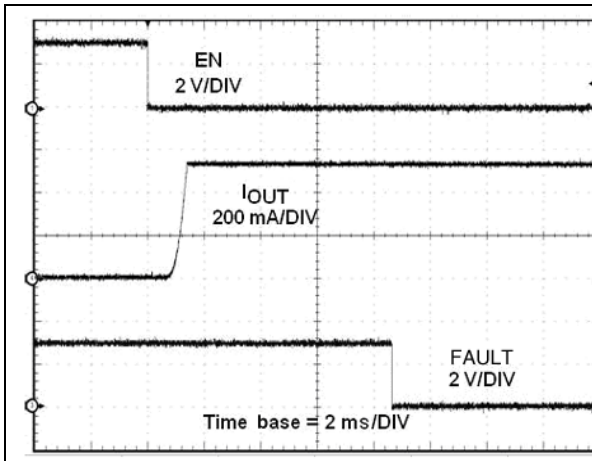 EN
2 V/DIV
IOUT
200 mA/DIV
FAULT
2 V/DIV
Time base = 2 ms/DIV